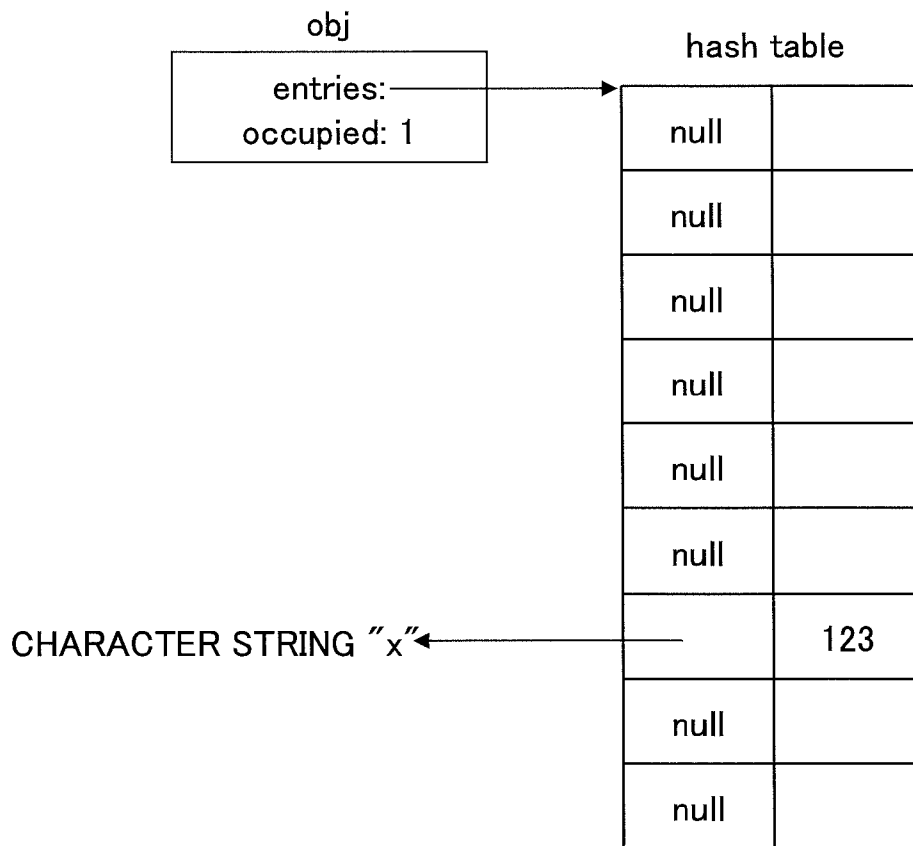 obj
hash table
entries:
occupied: 1
null
null
null
null
null
null
CHARACTER STRING "x"
123
null
null